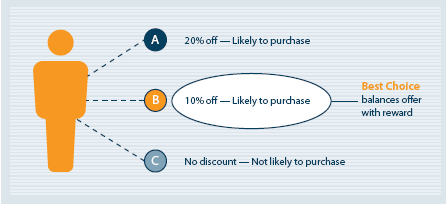 A
20% off — Likely to purchase
B
10% off — Likely to purchase
Best Choice
balances offer
with reward
C
No discount — Not likely to purchase